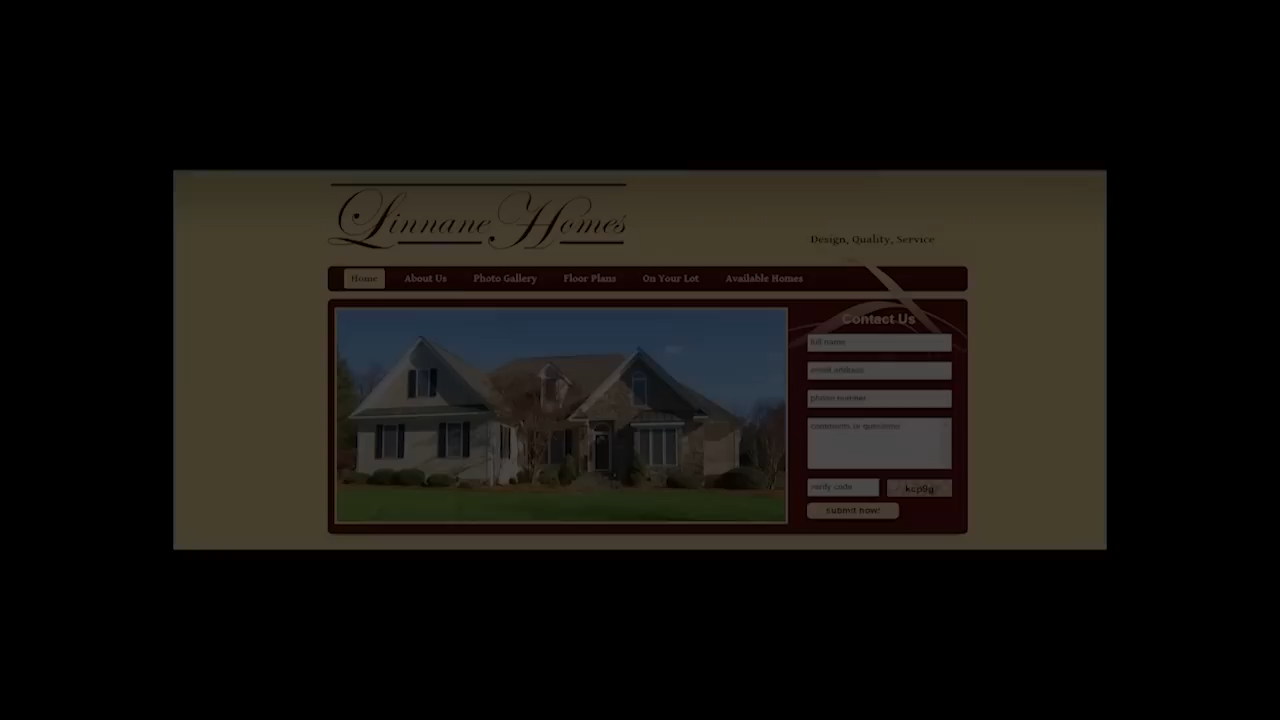 Linnane Homes
Design, Quality, Service
Home About Us Photo Gallery Floor Plans On Your Lot Available Homes
Contact Us
full name
email address
phone number
comments or questions
verify code kcp9g
submit now!